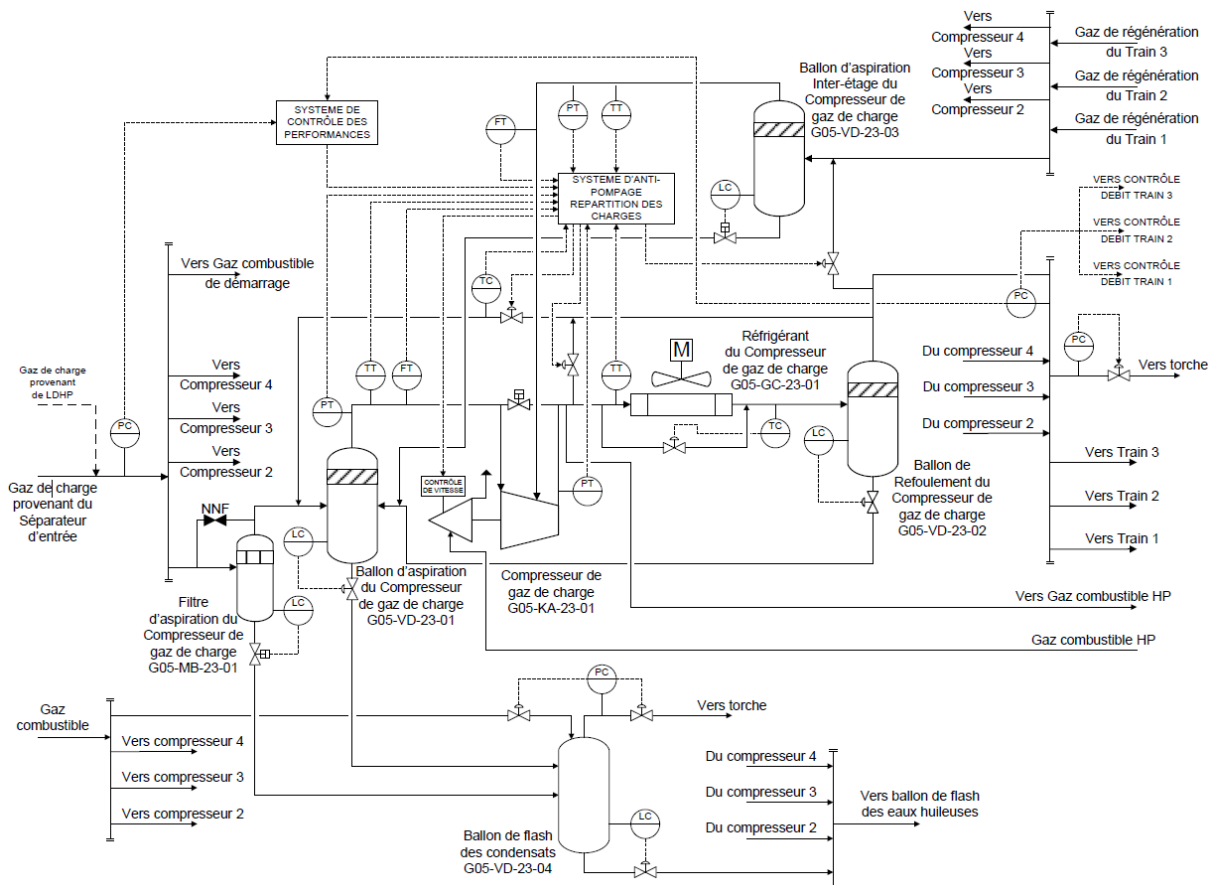 Vers
Compresseur 4
Vers
Compresseur 3
Vers
Compresseur 2
Gaz de régénération
du Train 3
Gaz de régénération
du Train 2
Gaz de régénération
du Train 1
Ballon d'aspiration
Inter-étage du
Compresseur de
gaz de charge
G05-VD-23-03
SYSTEME DE
CONTRÔLE DES
PERFORMANCES
FT
PT
TT
SYSTEME D'ANTI-
POMPAGE
REPARTITION DES
CHARGES
LC
VERS CONTRÔLE
DEBIT TRAIN 3
VERS CONTRÔLE
DEBIT TRAIN 2
VERS CONTRÔLE
DEBIT TRAIN 1
PC
Vers Gaz combustible
de démarrage
TC
Vers
Compresseur 4
Vers
Compresseur 3
Vers
Compresseur 2
Gaz de charge
provenant
de LDHP
PC
Gaz de charge
provenant du
Séparateur
d'entrée
NNF
PT
TT
FT
TT
M
Réfrigérant
du Compresseur
de gaz de charge
G05-GC-23-01
TC
LC
Du compresseur 4
Du compresseur 3
Du compresseur 2
PC
Vers torche
Vers Train 3
Vers Train 2
Vers Train 1
Ballon de
Refoulement du
Compresseur de
gaz de charge
G05-VD-23-02
CONTRÔLE
DE VITESSE
PT
LC
Ballon d'aspiration
du Compresseur
de gaz de charge
G05-VD-23-01
Compresseur de
gaz de charge
G05-KA-23-01
LC
Filtre
d'aspiration du
Compresseur de
gaz de charge
G05-MB-23-01
Vers Gaz combustible HP
Gaz combustible HP
Gaz
combustible
Vers compresseur 4
Vers compresseur 3
Vers compresseur 2
PC
Vers torche
LC
Ballon de flash
des condensats
G05-VD-23-04
Du compresseur 4
Du compresseur 3
Du compresseur 2
Vers ballon de flash
des eaux huileuses